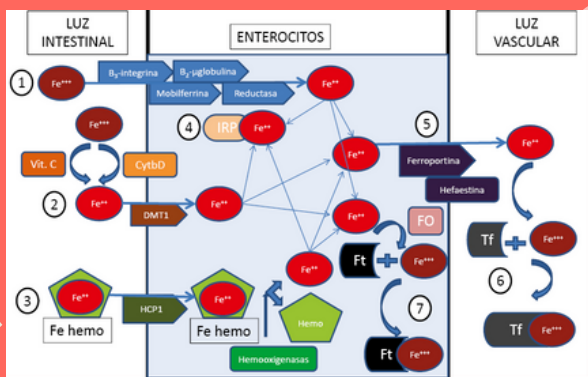 LUZ
INTESTINAL
ENTEROCITOS
LUZ
VASCULAR
1
Fe+++
B₃-integrina
B₂-μglobulina
Mobilferrina
Reductasa
Fe++
Fe+++
4
IRP
Fe++
5
Fe++
Fe++
Vit. C
CytbD
Ferroportina
Hefaestina
2
Fe++
DMT1
Fe++
Fe++
FO
Ft
Fe+++
Tf
Fe+++
3
Fe++
HCP1
Fe++
Fe++
Hemo
7
6
Fe hemo
Fe hemo
Hemooxigenasas
Ft
Fe+++
Tf
Fe+++